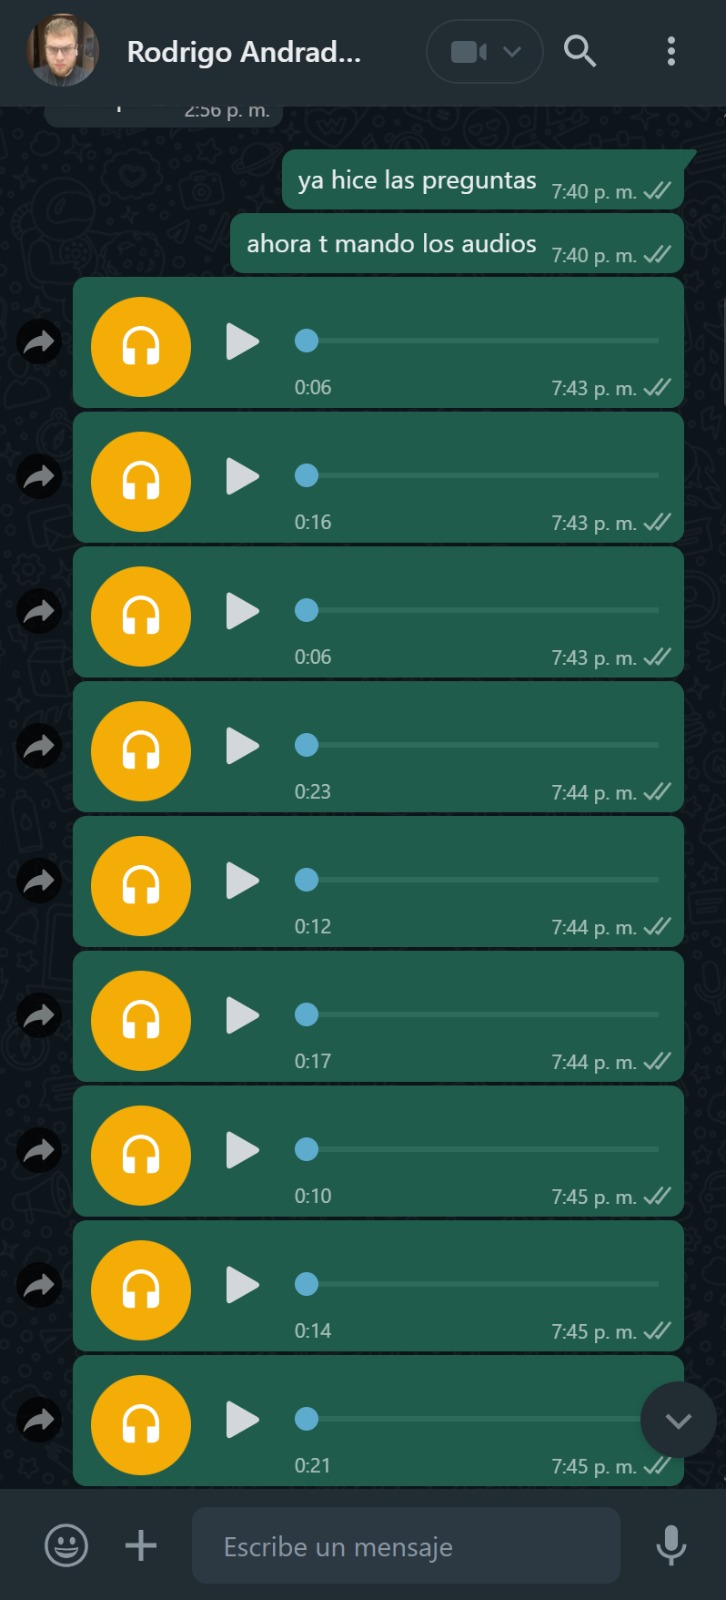 Rodrigo Andrad...
2:56 p. m.
ya hice las preguntas 7:40 p. m.
ahora t mando los audios 7:40 p. m.
0:06 7:43 p. m.
0:16 7:43 p. m.
0:06 7:43 p. m.
0:23 7:44 p. m.
0:12 7:44 p. m.
0:17 7:44 p. m.
0:10 7:45 p. m.
0:14 7:45 p. m.
0:21 7:45 p. m.
Escribe un mensaje